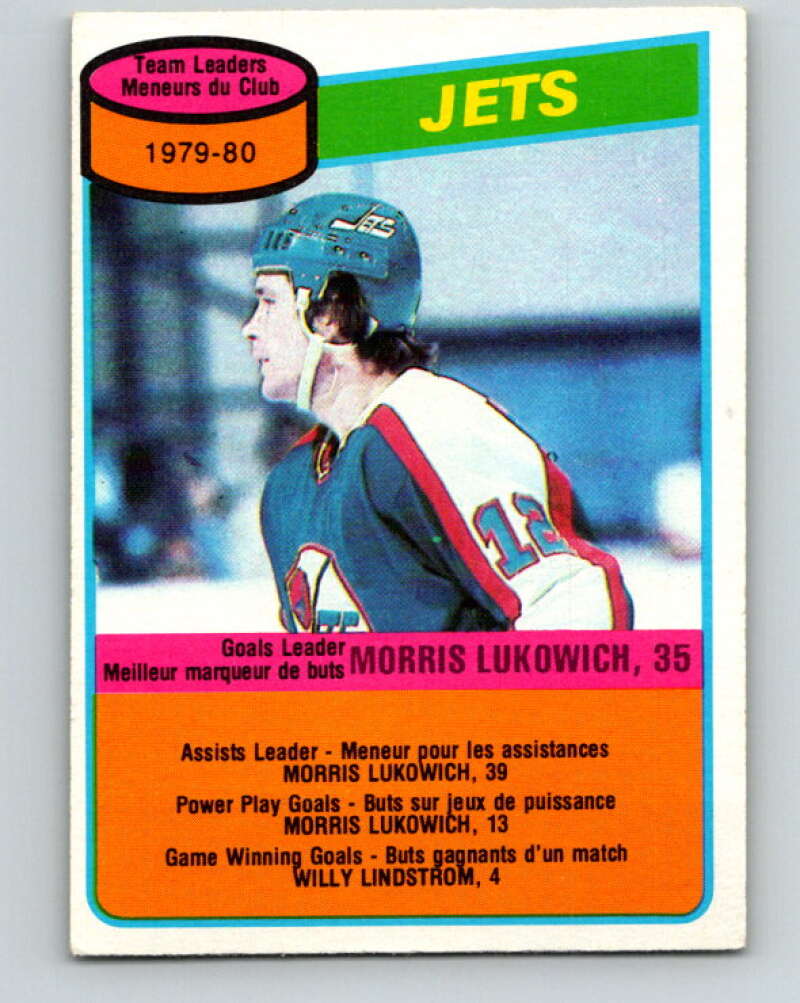 Team Leaders
Meneurs du Club
1979-80
JETS
JETS
12
Goals Leader
Meilleur marqueur de buts
MORRIS LUKOWICH, 35
Assists Leader - Meneur pour les assistances
MORRIS LUKOWICH, 39
Power Play Goals - Buts sur jeux de puissance
MORRIS LUKOWICH, 13
Game Winning Goals - Buts gagnants d'un match
WILLY LINDSTROM, 4